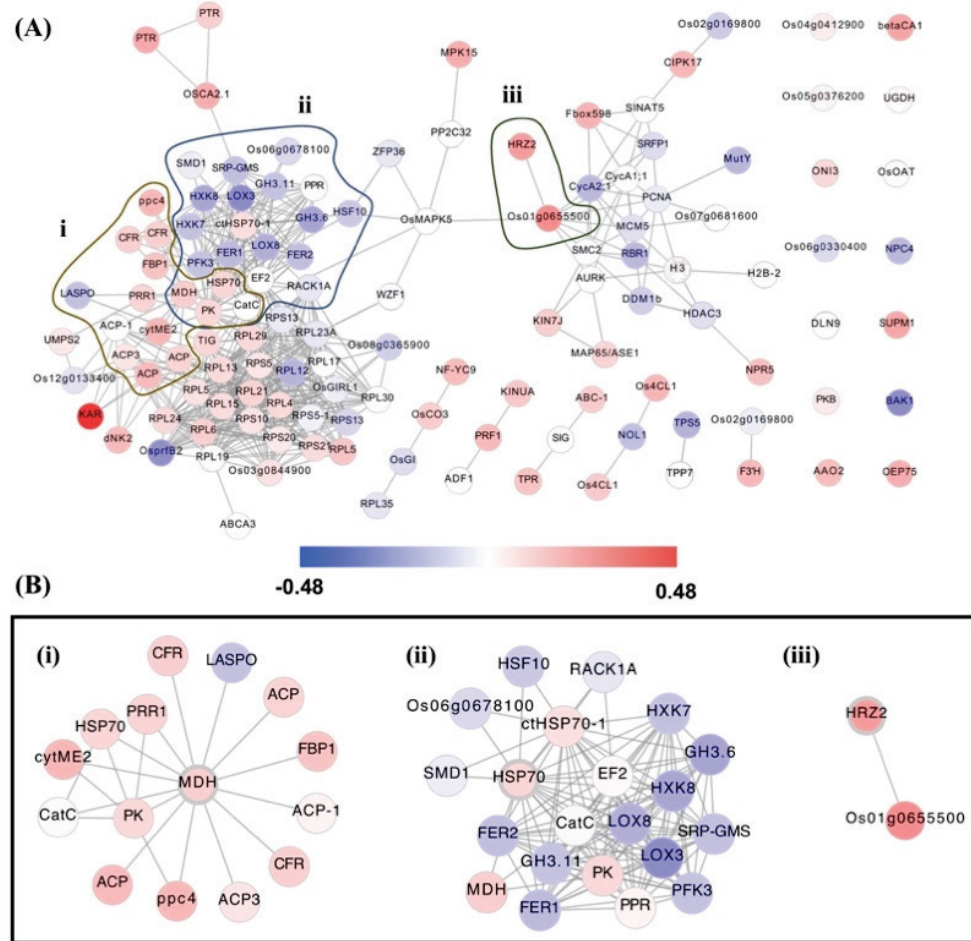 (A)
PTR
PTR
OSCA2.1
MPK15
PP2C32
Os02g0169800
CIPK17
Os04g0412900
betaCA1
ii
iii
Fbox598
SINAT5
Os05g0376200
UGDH
Os06g0678100
SMD1
SRP-GMS
ZFP36
HRZ2
SRFP1
MutY
HXK8
LOX3
GH3.11
PPR
CycA1;1
CycA2;1
PCNA
ONI3
OsOAT
i
ppc4
HXK7
ctHSP70-1
GH3.6
HSF10
OsMAPK5
Os01g0655500
MCM5
Os07g0681600
CFR
CFR
LOX8
FER1
FER2
SMC2
RBR1
Os06g0330400
NPC4
FBP1
PFK3
EF2
AURK
H3
H2B-2
LASPO
MDH
HSP70
RACK1A
DDM1b
PRR1
PK
CatC
WZF1
HDAC3
DLN9
SUPM1
UMPS2
ACP-1
cytME2
RPS13
RPL23A
KIN7J
TIG
RPL29
Os08g0365900
MAP65/ASE1
ACP3
ACP
RPL17
Os12g0133400
ACP
RPL13
RPS5
RPL12
NF-YC9
NPR5
OsGIRL1
RPL5
RPL21
RPL30
KINUA
ABC-1
Os4CL1
PKB
BAK1
KAR
RPL15
RPL4
RPS5-1
RPS13
OsCO3
Os02g0169800
RPL24
RPS10
dNK2
RPL6
RPS20
PRF1
SIG
NOL1
TPS5
OsprfB2
RPL19
RPS21
RPL5
OsGI
Os03g0844900
ADF1
TPR
Os4CL1
TPP7
F3'H
AAO2
OEP75
RPL35
ABCA3
-0.48
0.48
(B)
(i)
CFR
LASPO
PRR1
ACP
HSP70
cytME2
FBP1
MDH
CatC
PK
ACP-1
ACP
CFR
ppc4
ACP3
(ii)
HSF10
RACK1A
Os06g0678100
ctHSP70-1
HXK7
GH3.6
SMD1
HSP70
EF2
HXK8
CatC
LOX8
FER2
SRP-GMS
GH3.11
LOX3
MDH
PK
PFK3
FER1
PPR
(iii)
HRZ2
Os01g0655500